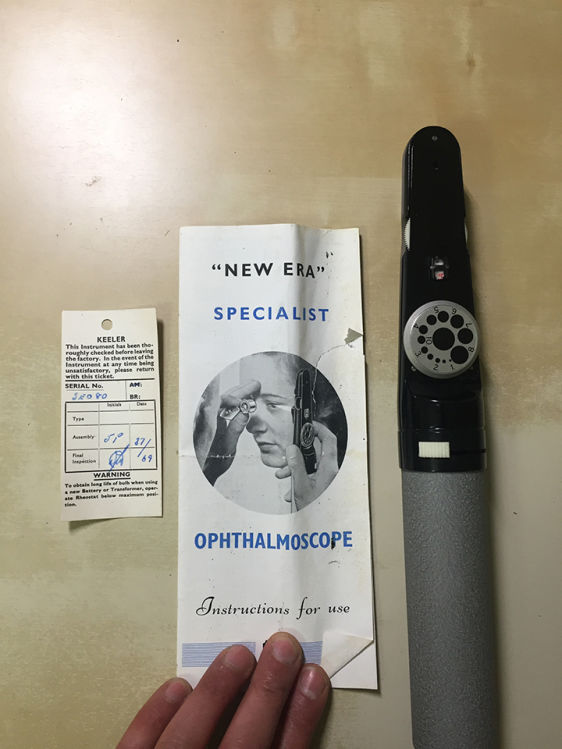 KEELER
This Instrument has been tho-
roughly checked before leaving
the factory. In the event of the
Instrument at any time being
unsatisfactory, please return
with this ticket.
SERIAL No.
AM:
BR:
Initials
Date
Type
Assembly
Final
Inspection
69
WARNING
To obtain long life of bulb when using
a new Battery or Transformer, oper-
ate Rheostat below maximum posi-
tion.
"NEW ERA"
SPECIALIST
OPHTHALMOSCOPE
Instructions for use